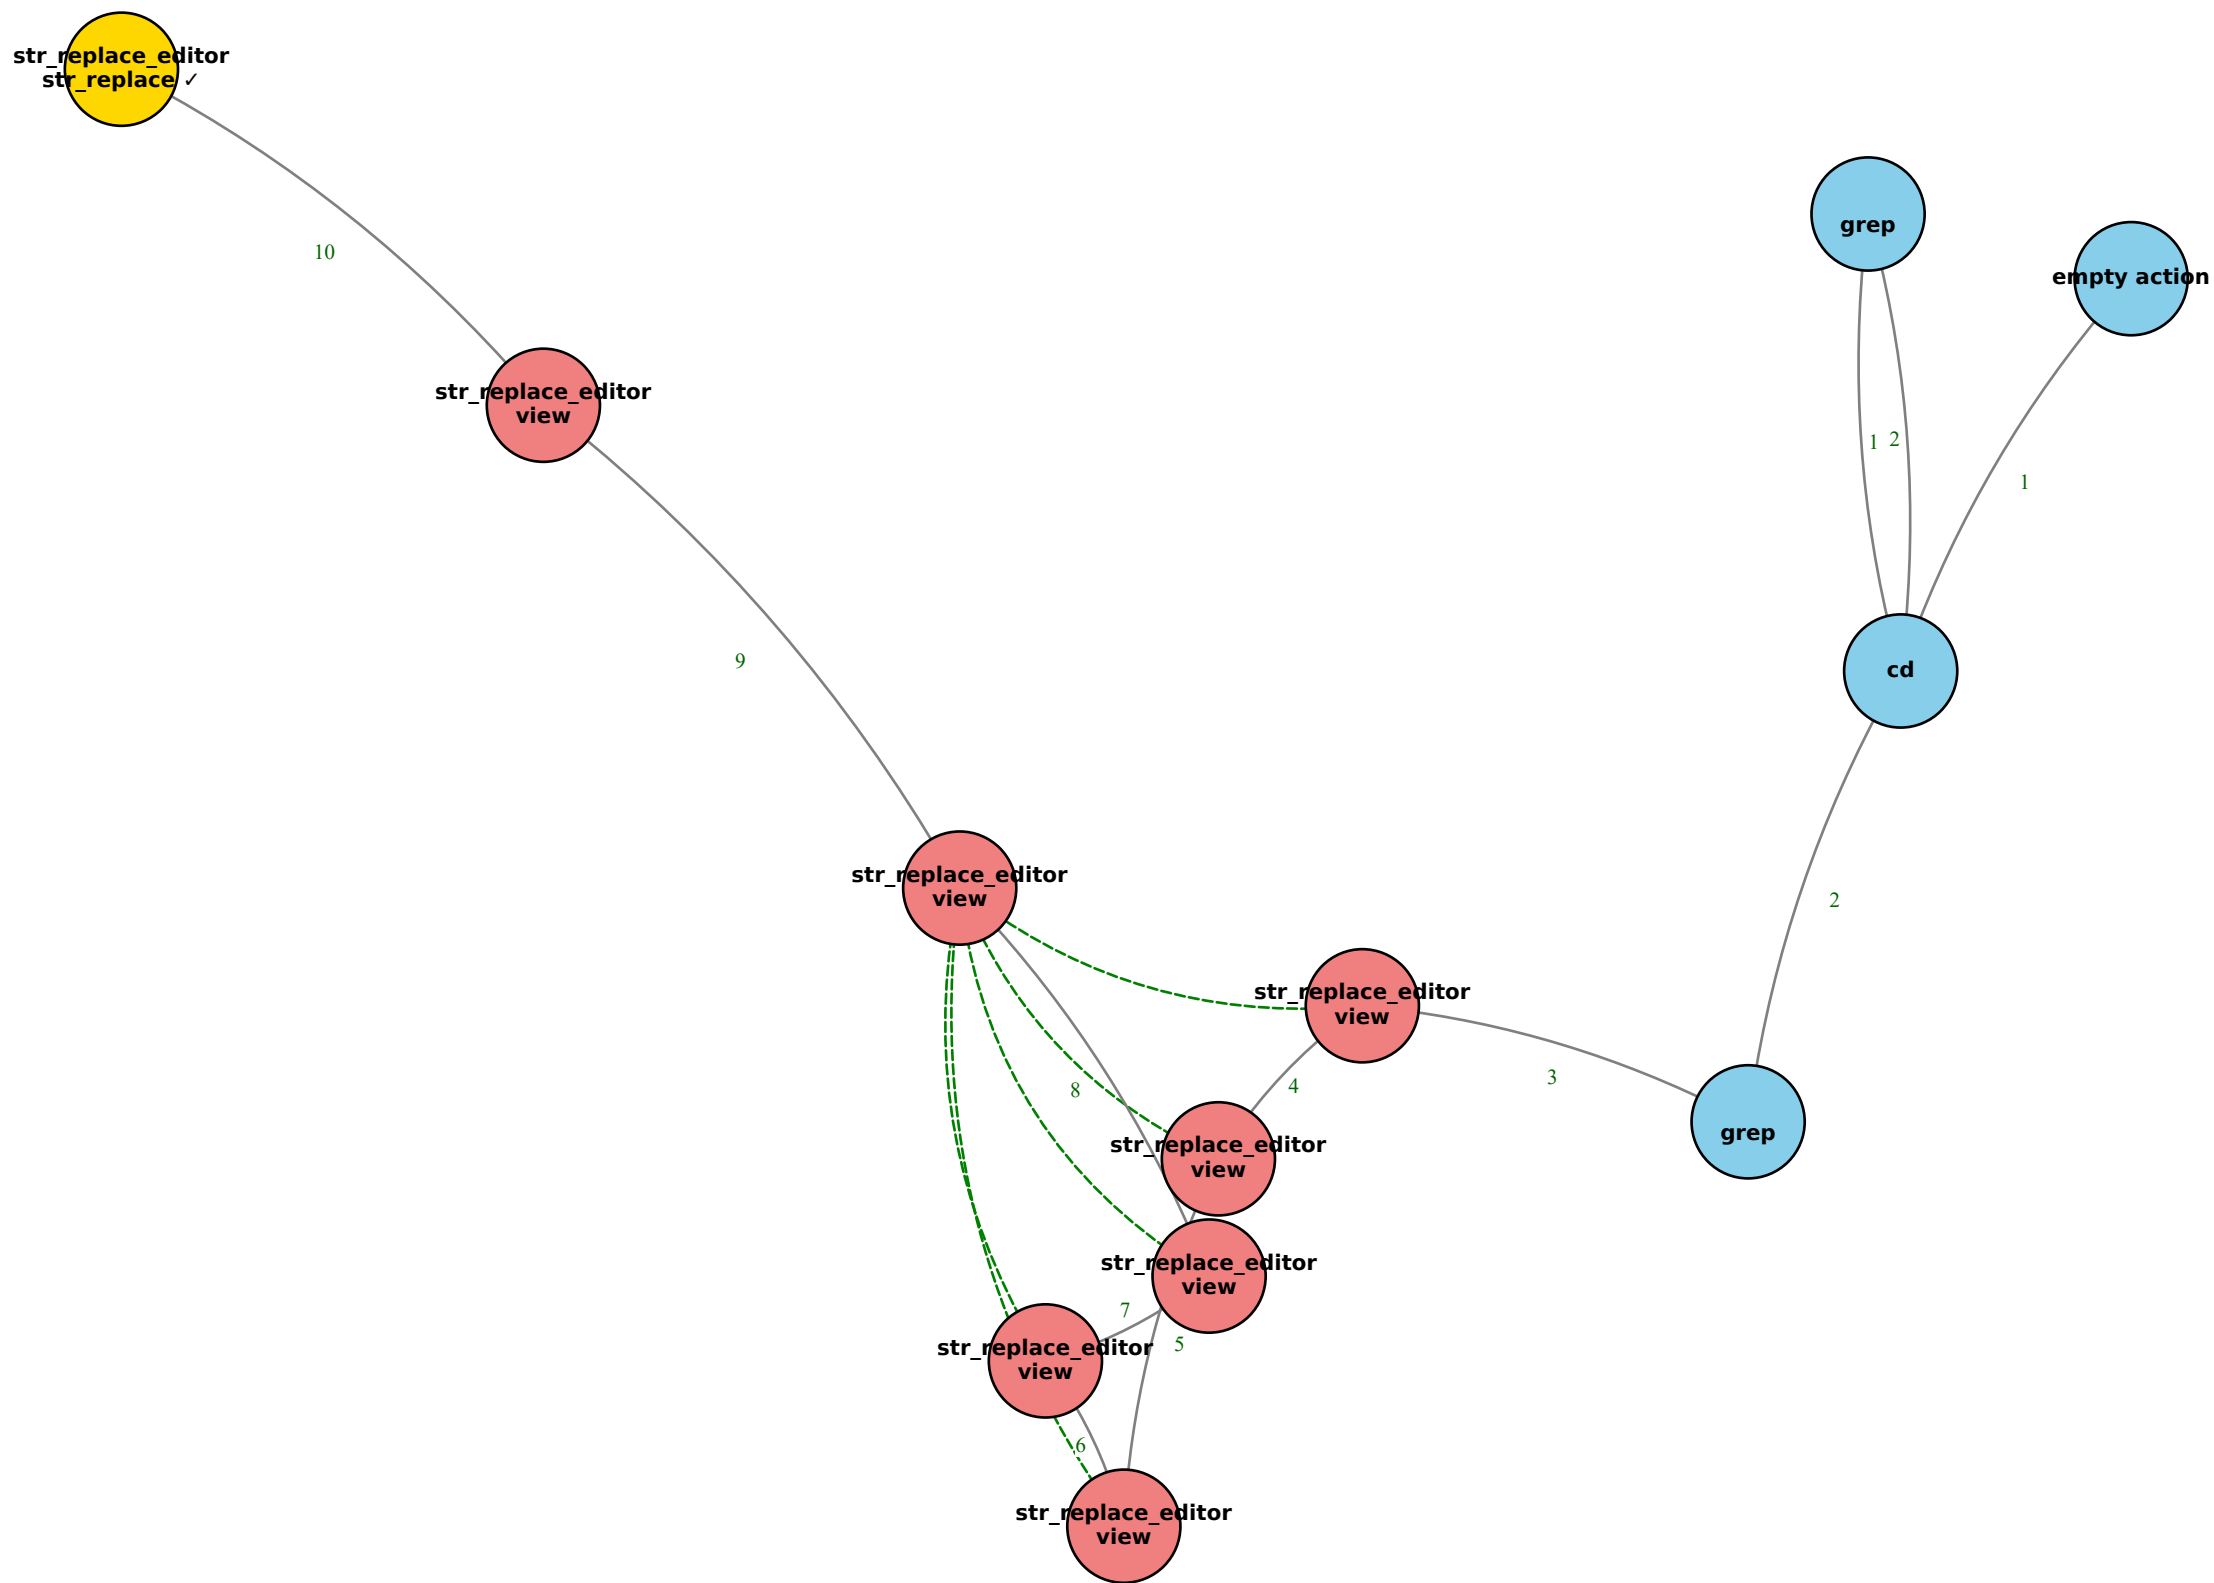 str_replace_editor
str_replace ✓
grep
10
empty action
str_replace_editor
view
1
2
1
9
cd
str_replace_editor
view
2
str_replace_editor
view
3
4
8
grep
str_replace_editor
view
str_replace_editor
view
7
5
str_replace_editor
view
6
str_replace_editor
view